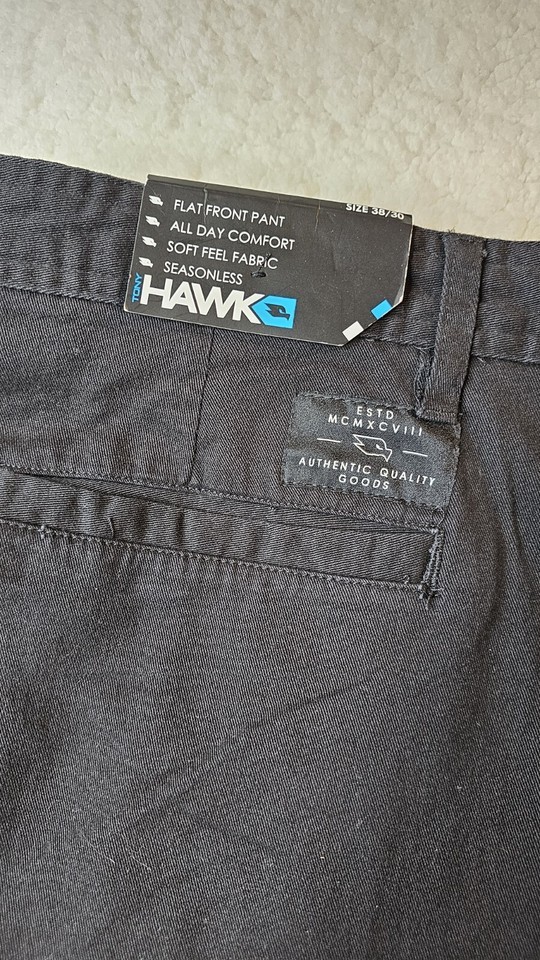 SIZE 38/30
FLAT FRONT PANT
ALL DAY COMFORT
SOFT FEEL FABRIC
SEASONLESS
TONY HAWK
ESTD
MCMXCVIII
AUTHENTIC QUALITY
GOODS